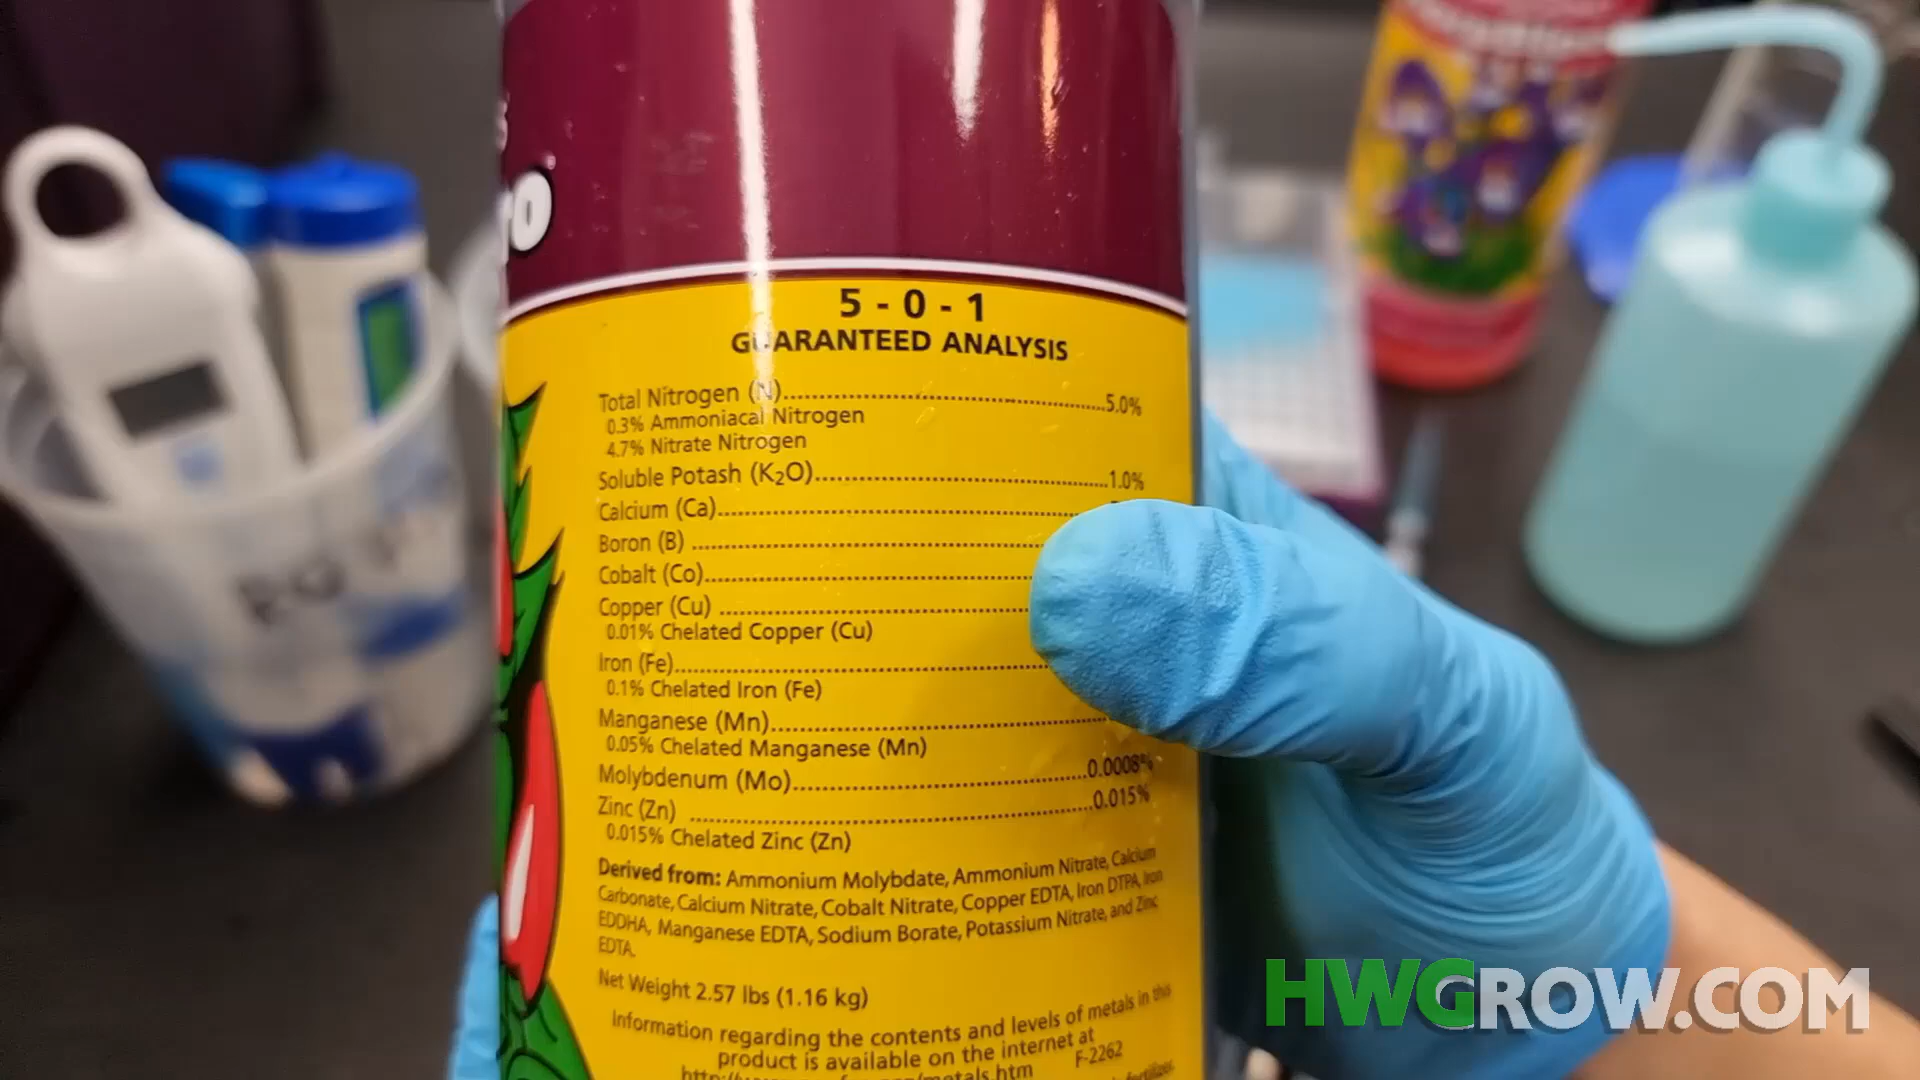 ro
5 - 0 - 1
GUARANTEED ANALYSIS
Total Nitrogen (N)..........5.0%
0.3% Ammoniacal Nitrogen
4.7% Nitrate Nitrogen
Soluble Potash (K₂O)..........1.0%
Calcium (Ca)..........
Boron (B) ..........
Cobalt (Co)..........
Copper (Cu) ..........
0.01% Chelated Copper (Cu)
Iron (Fe)..........
0.1% Chelated Iron (Fe)
Manganese (Mn)..........
0.05% Chelated Manganese (Mn)
Molybdenum (Mo)..........0.0008%
Zinc (Zn) ..........0.015%
0.015% Chelated Zinc (Zn)
Derived from: Ammonium Molybdate, Ammonium Nitrate, Calcium
Carbonate, Calcium Nitrate, Cobalt Nitrate, Copper EDTA, Iron DTPA, Iron
EDDHA, Manganese EDTA, Sodium Borate, Potassium Nitrate, and Zinc
EDTA.
Net Weight 2.57 lbs (1.16 kg)
Information regarding the contents and levels of metals in this
product is available on the internet at
F-2262
HWGROW.COM